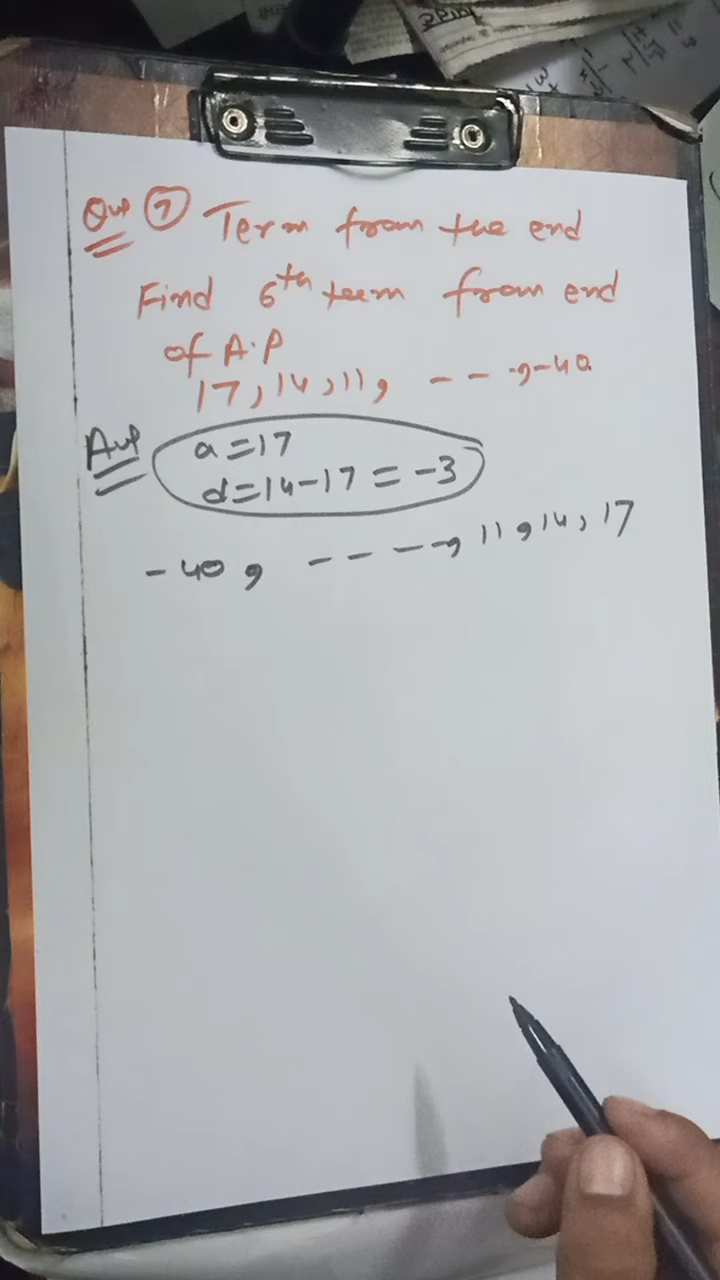 Que 7 Term from the end
Find 6th term from end
of A.P
17, 14, 11, - - -, -40
Ans
a=17
d=14-17=-3
-40, - - - -, 11, 14, 17